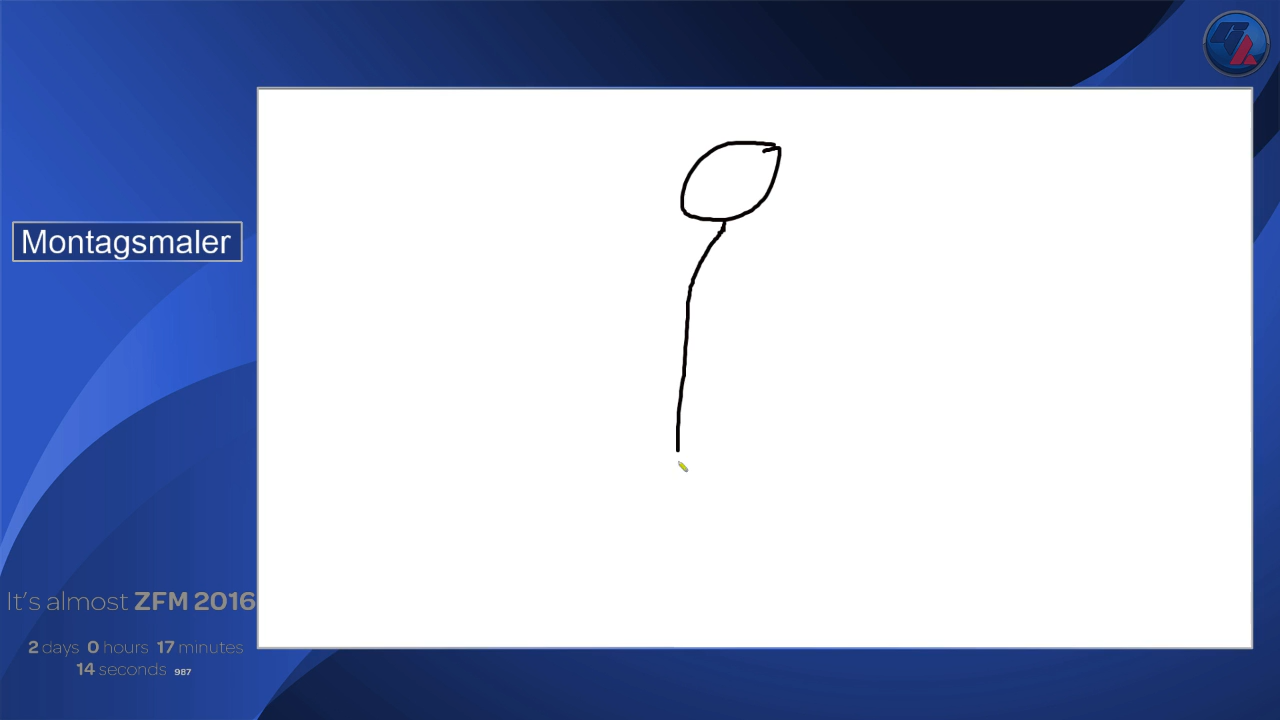 Montagsmaler
It's almost ZFM 2016
2 days 0 hours 17 minutes
14 seconds 987